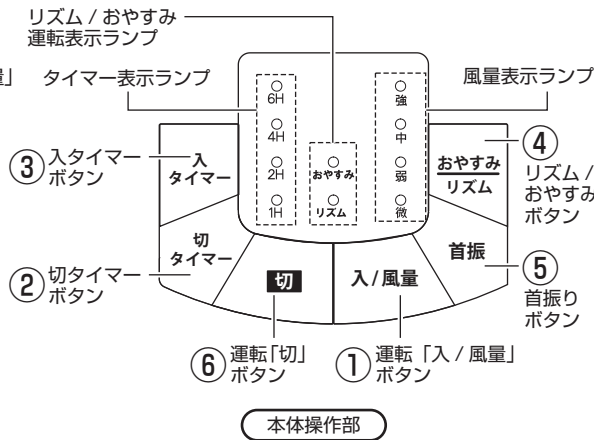 リズム / おやすみ
運転表示ランプ
量」
タイマー表示ランプ
風量表示ランプ
6H
4H
2H
1H
おやすみ
リズム
強
中
弱
微
③ 入タイマー
ボタン
入
タイマー
おやすみ
リズム
④
リズム /
おやすみ
ボタン
② 切タイマー
ボタン
切
タイマー
切
入/風量
首振
⑤
首振り
ボタン
⑥ 運転「切」
ボタン
① 運転「入 / 風量」
ボタン
本体操作部